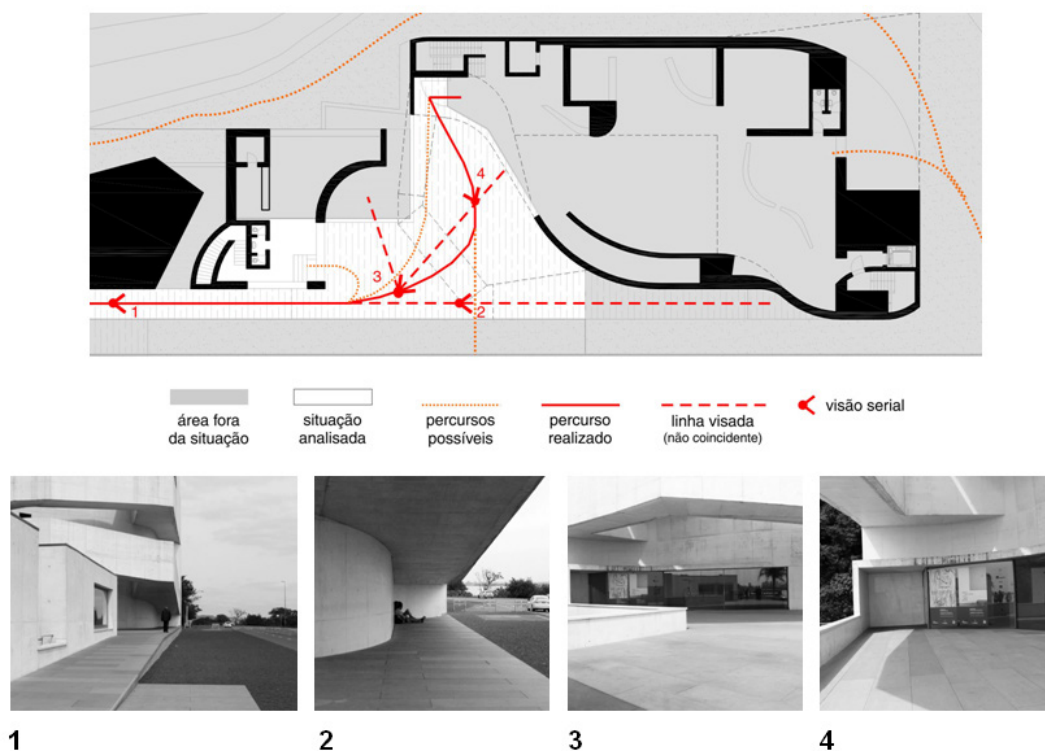 4
3
1
2
área fora
da situação
situação
analisada
percursos
possíveis
percurso
realizado
linha visada
(não coincidente)
visão serial
1
2
3
4